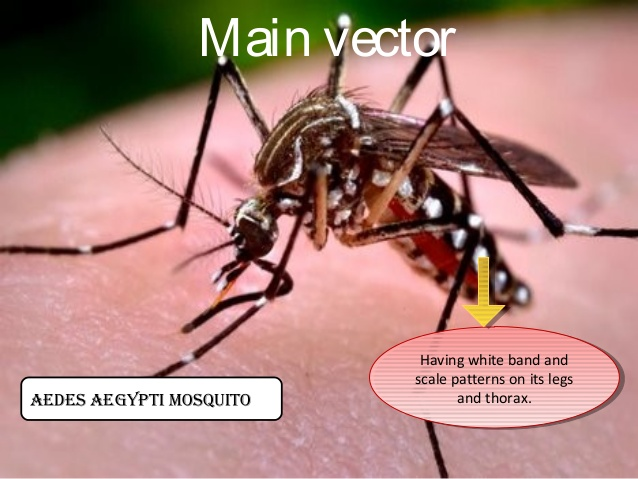 Main vector
Having white band and
scale patterns on its legs
and thorax.
AEDES AEGYPTI MOSQUITO